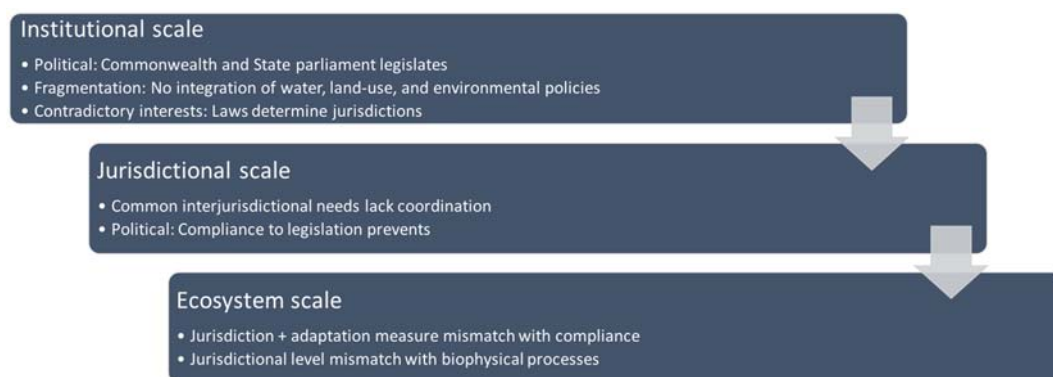 Institutional scale
• Political: Commonwealth and State parliament legislates
• Fragmentation: No integration of water, land-use, and environmental policies
• Contradictory interests: Laws determine jurisdictions
Jurisdictional scale
• Common interjurisdictional needs lack coordination
• Political: Compliance to legislation prevents
Ecosystem scale
• Jurisdiction + adaptation measure mismatch with compliance
• Jurisdictional level mismatch with biophysical processes